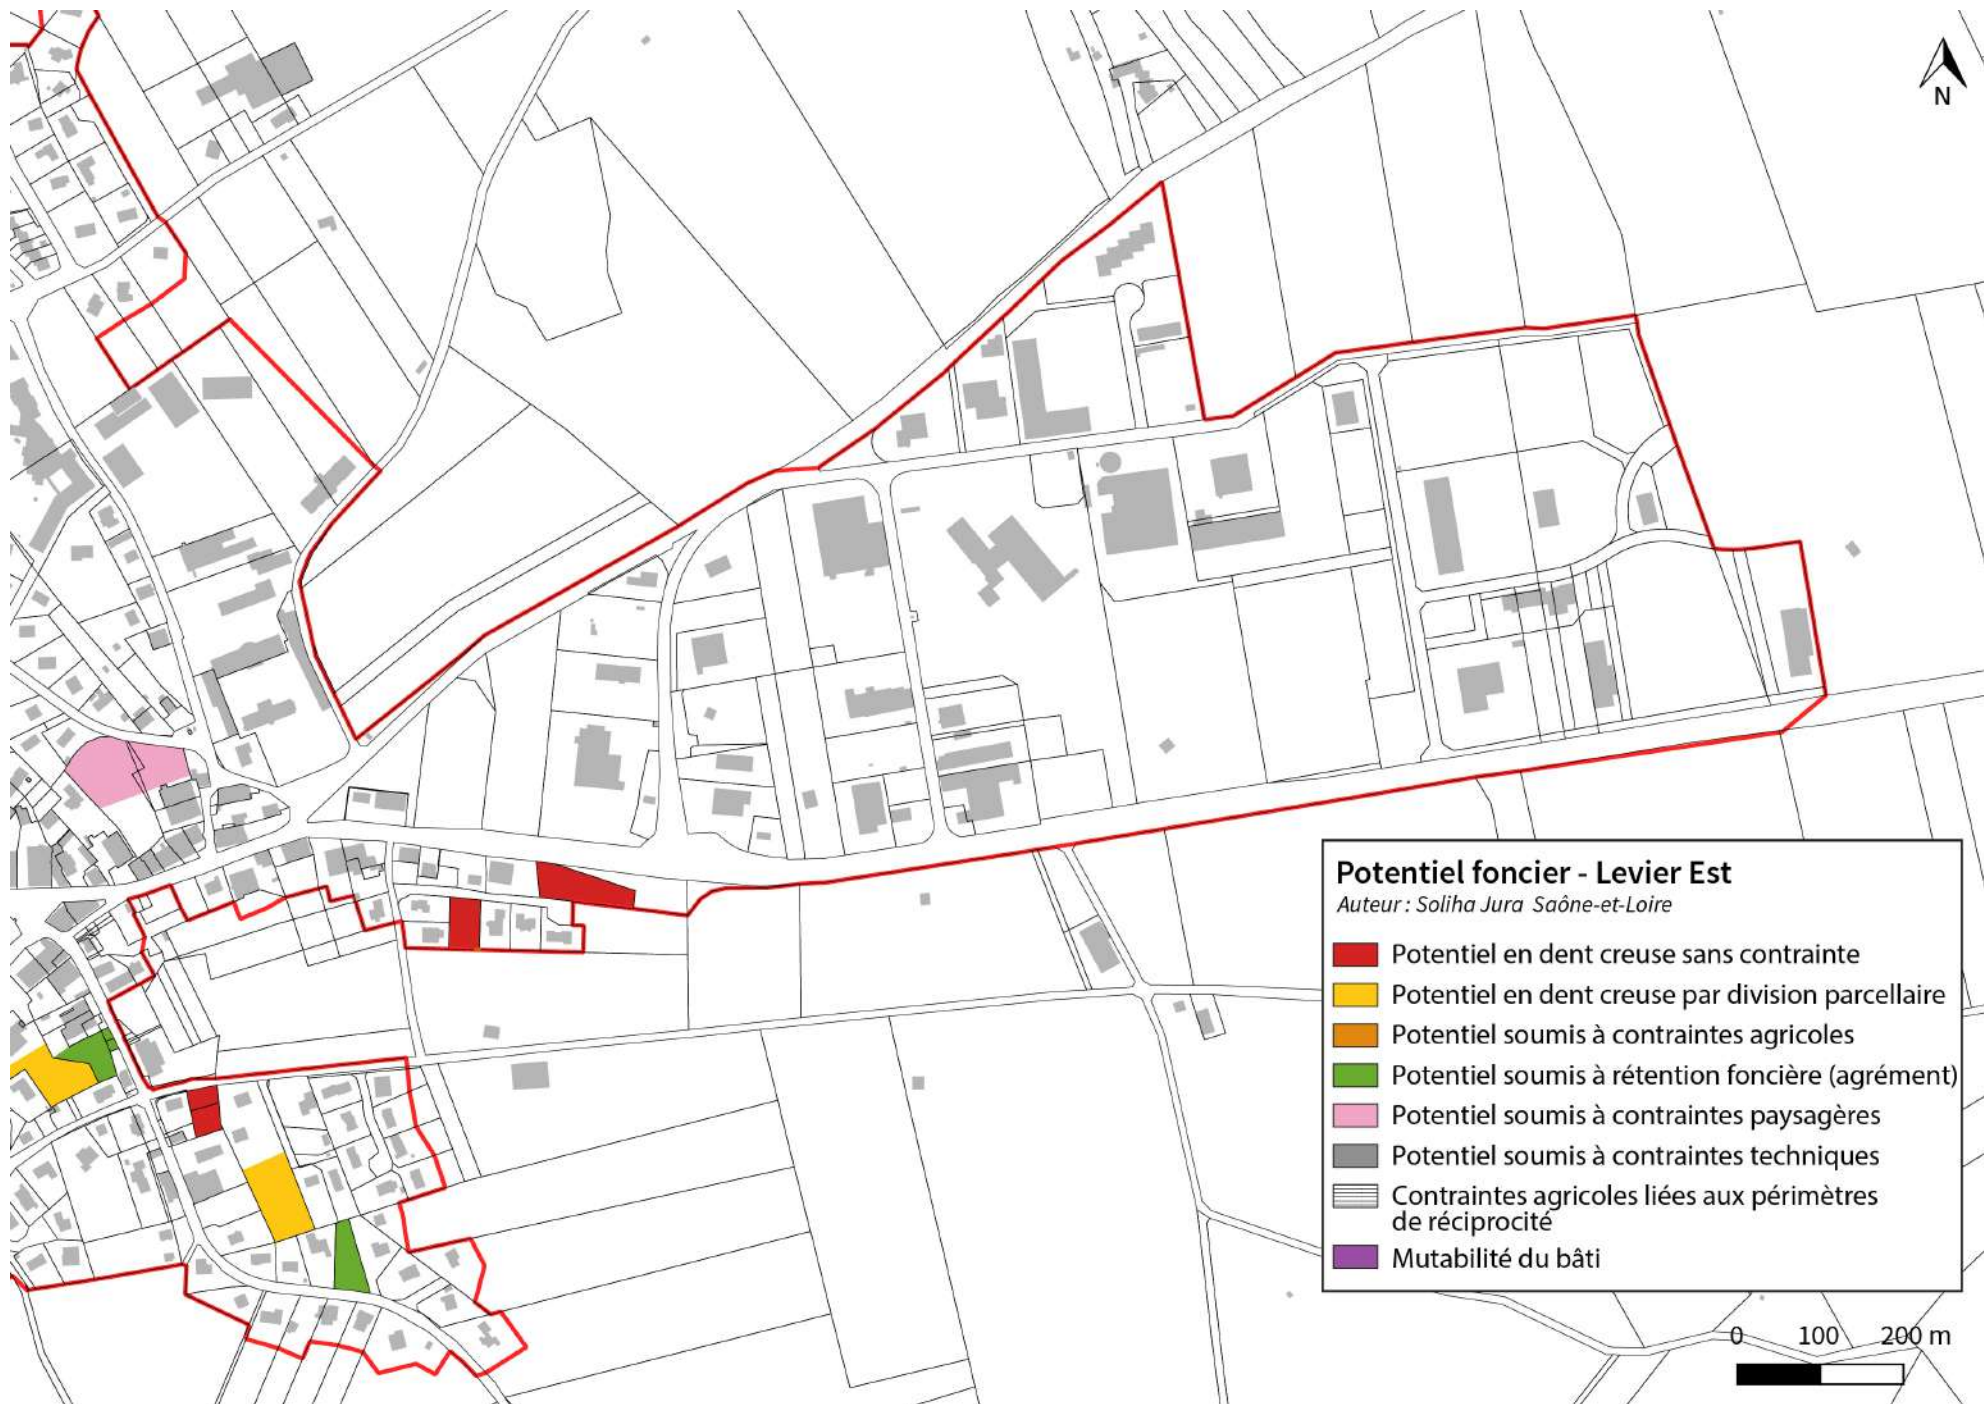 N
Potentiel foncier - Levier Est
Auteur : Soliha Jura Saône-et-Loire
Potentiel en dent creuse sans contrainte
Potentiel en dent creuse par division parcellaire
Potentiel soumis à contraintes agricoles
Potentiel soumis à rétention foncière (agrément)
Potentiel soumis à contraintes paysagères
Potentiel soumis à contraintes techniques
Contraintes agricoles liées aux périmètres
de réciprocité
Mutabilité du bâti
0 100 200 m